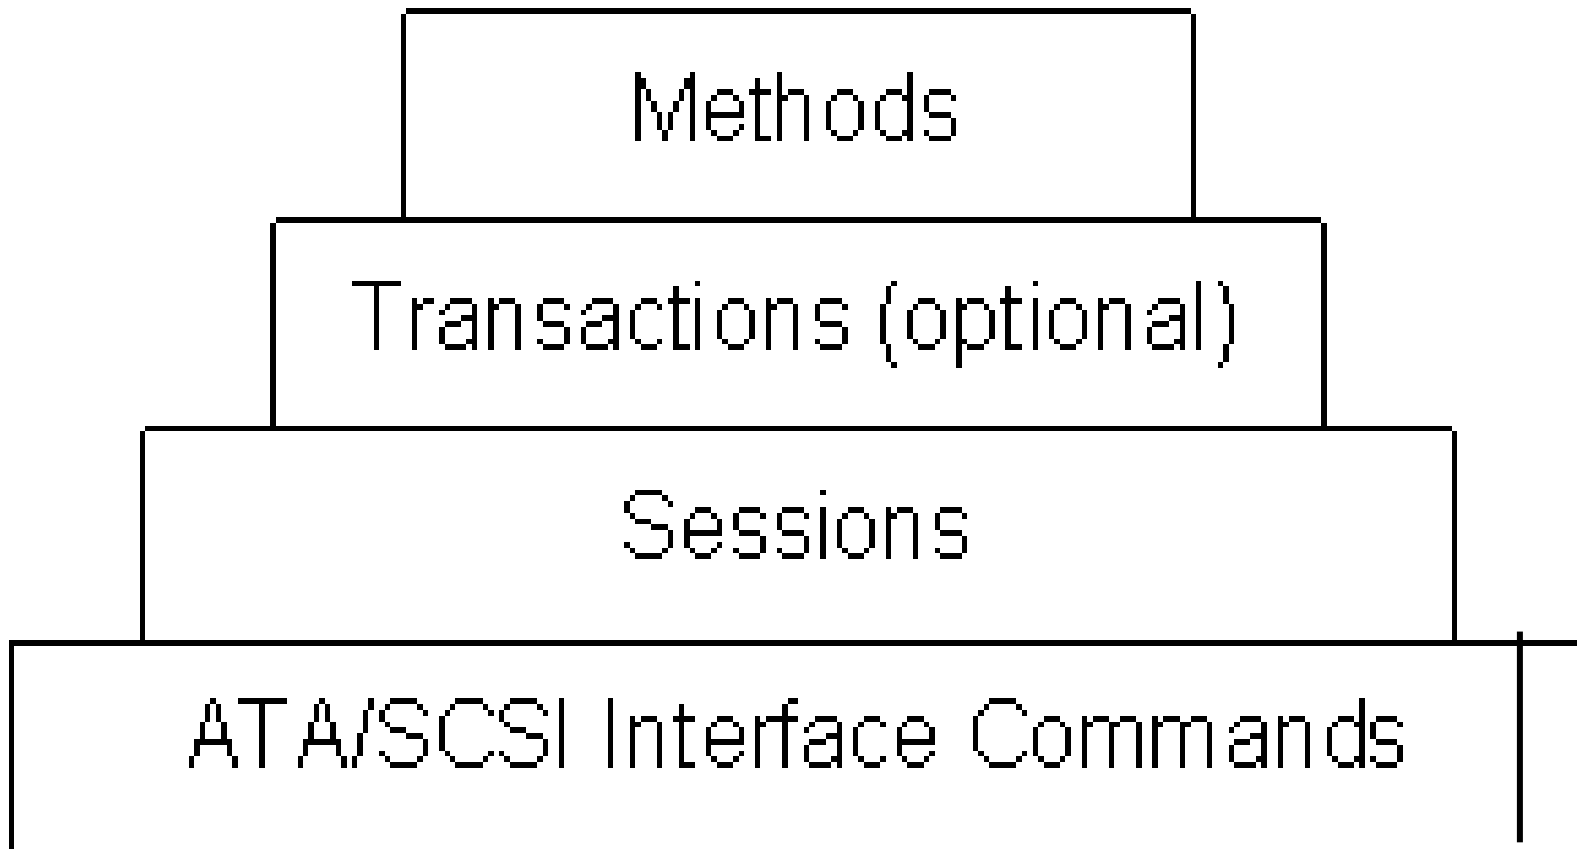 Methods
Transactions (optional)
Sessions
ATA/SCSI Interface Commands